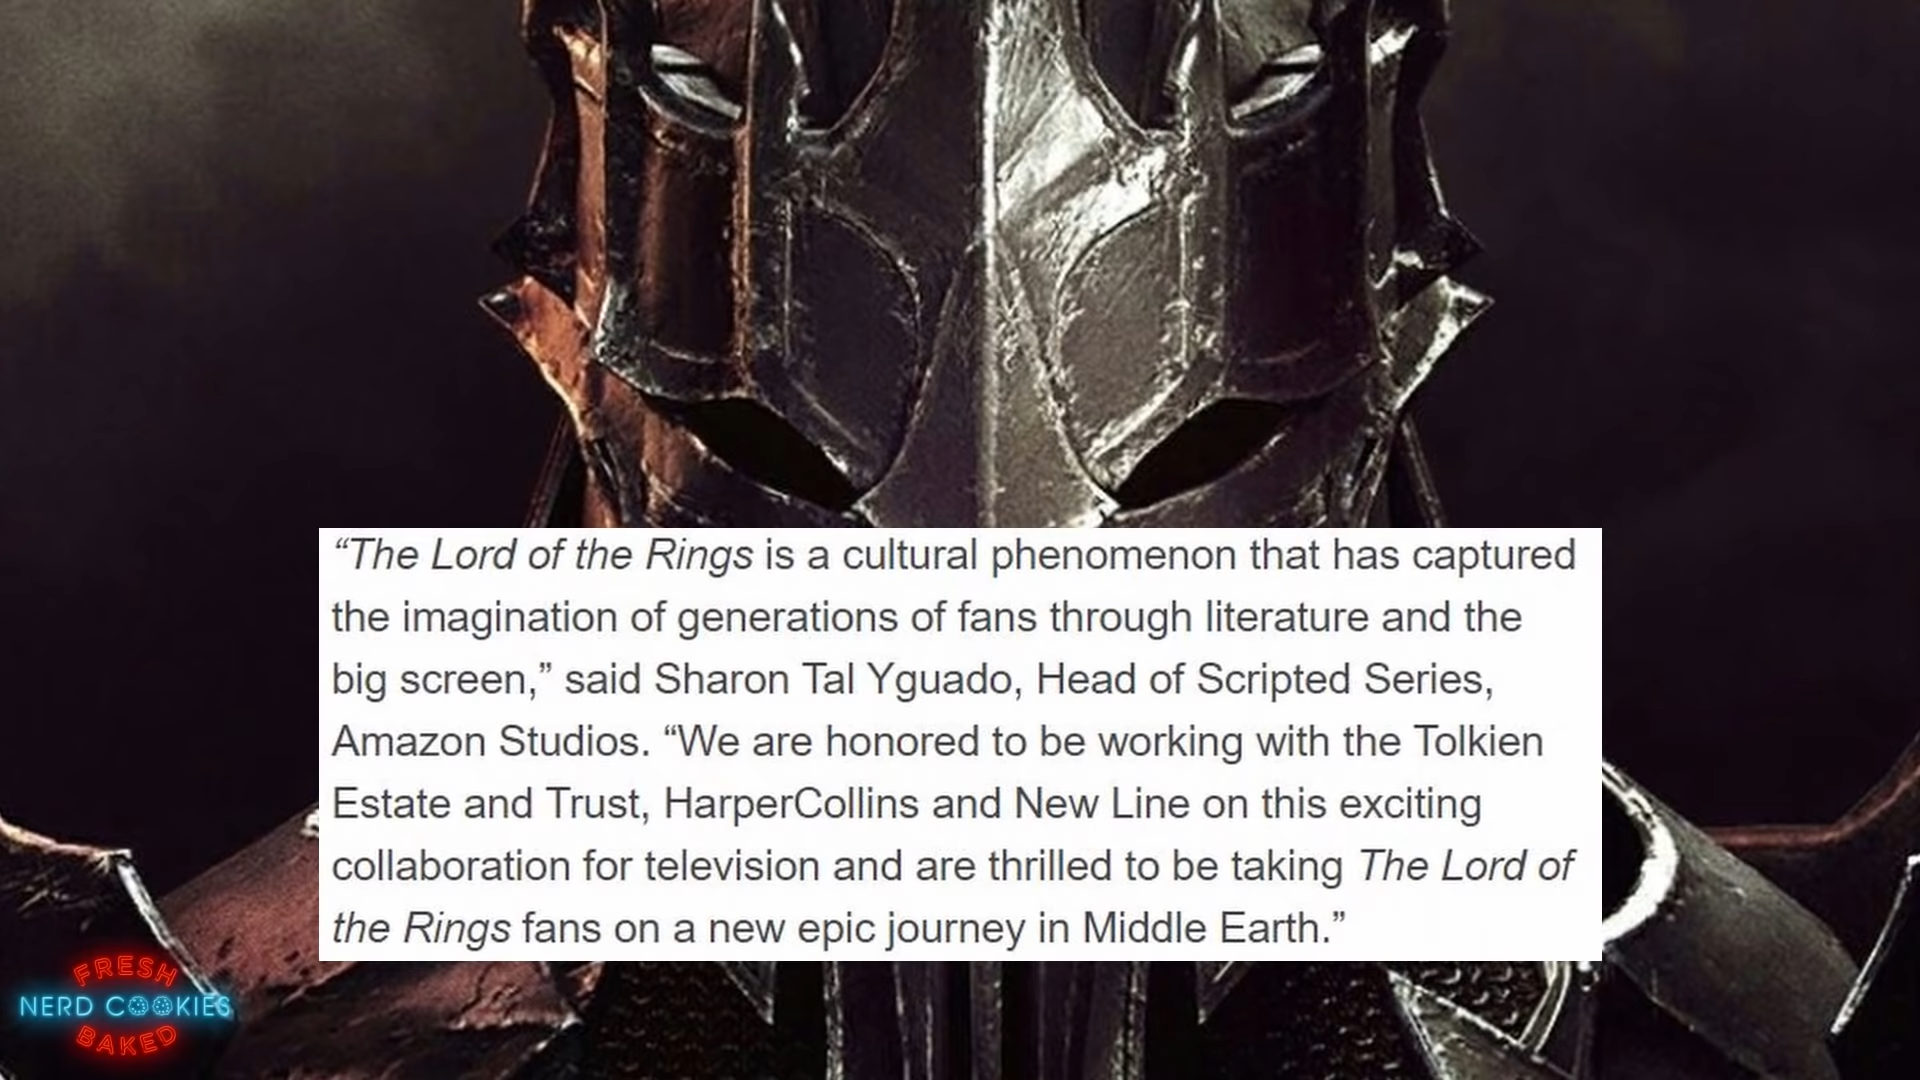 “The Lord of the Rings is a cultural phenomenon that has captured
the imagination of generations of fans through literature and the
big screen,” said Sharon Tal Yguado, Head of Scripted Series,
Amazon Studios. “We are honored to be working with the Tolkien
Estate and Trust, HarperCollins and New Line on this exciting
collaboration for television and are thrilled to be taking The Lord of
the Rings fans on a new epic journey in Middle Earth.”
FRESH
NERD COOKIES
BAKED